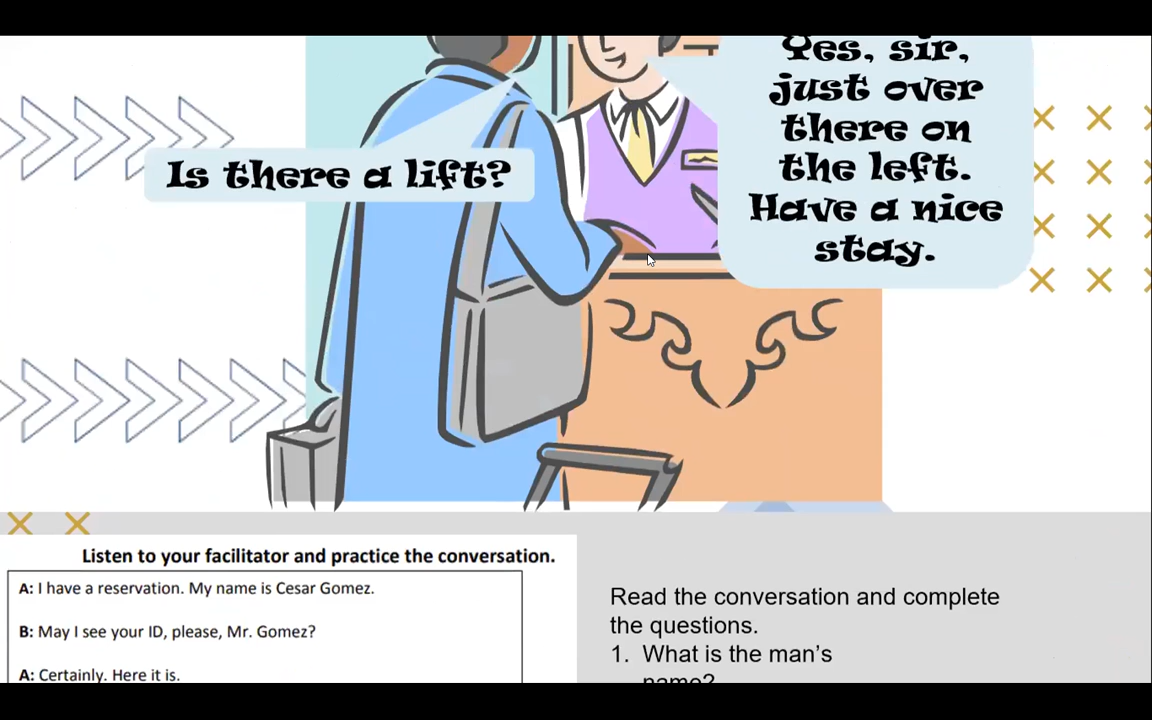 Yes, sir,
just over
there on
the left.
Have a nice
stay.
Is there a lift?
Listen to your facilitator and practice the conversation.
A: I have a reservation. My name is Cesar Gomez.
B: May I see your ID, please, Mr. Gomez?
A: Certainly. Here it is.
Read the conversation and complete
the questions.
1. What is the man’s
name?